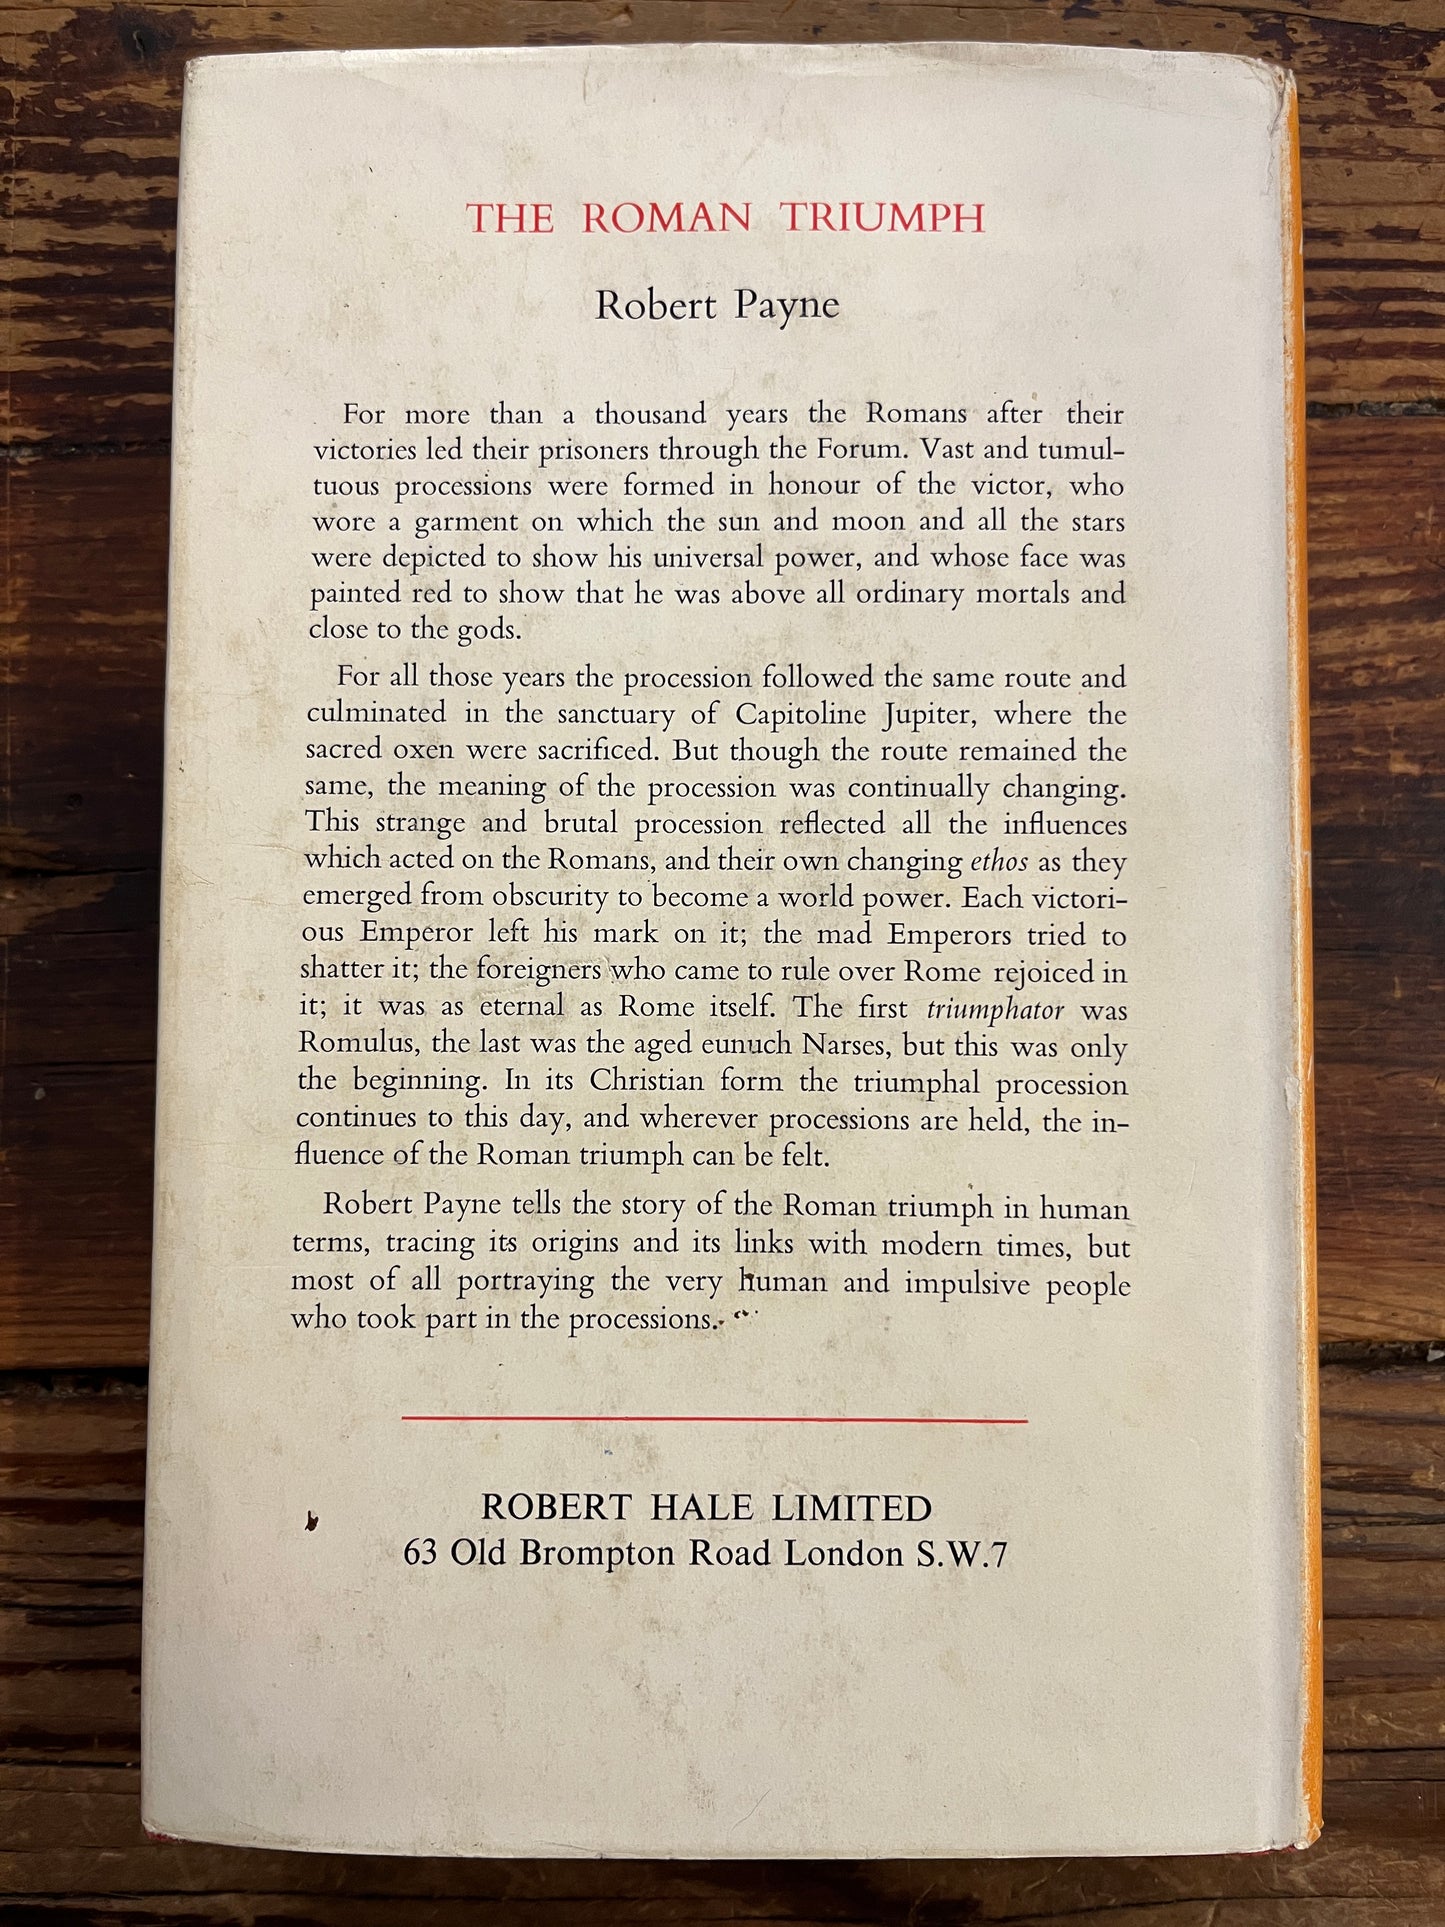 THE ROMAN TRIUMPH
Robert Payne
For more than a thousand years the Romans after their
victories led their prisoners through the Forum. Vast and tumul-
tuous processions were formed in honour of the victor, who
wore a garment on which the sun and moon and all the stars
were depicted to show his universal power, and whose face was
painted red to show that he was above all ordinary mortals and
close to the gods.
For all those years the procession followed the same route and
culminated in the sanctuary of Capitoline Jupiter, where the
sacred oxen were sacrificed. But though the route remained the
same, the meaning of the procession was continually changing.
This strange and brutal procession reflected all the influences
which acted on the Romans, and their own changing ethos as they
emerged from obscurity to become a world power. Each victori-
ous Emperor left his mark on it; the mad Emperors tried to
shatter it; the foreigners who came to rule over Rome rejoiced in
it; it was as eternal as Rome itself. The first triumphator was
Romulus, the last was the aged eunuch Narses, but this was only
the beginning. In its Christian form the triumphal procession
continues to this day, and wherever processions are held, the in-
fluence of the Roman triumph can be felt.
Robert Payne tells the story of the Roman triumph in human
terms, tracing its origins and its links with modern times, but
most of all portraying the very human and impulsive people
who took part in the processions.
ROBERT HALE LIMITED
63 Old Brompton Road London S.W.7